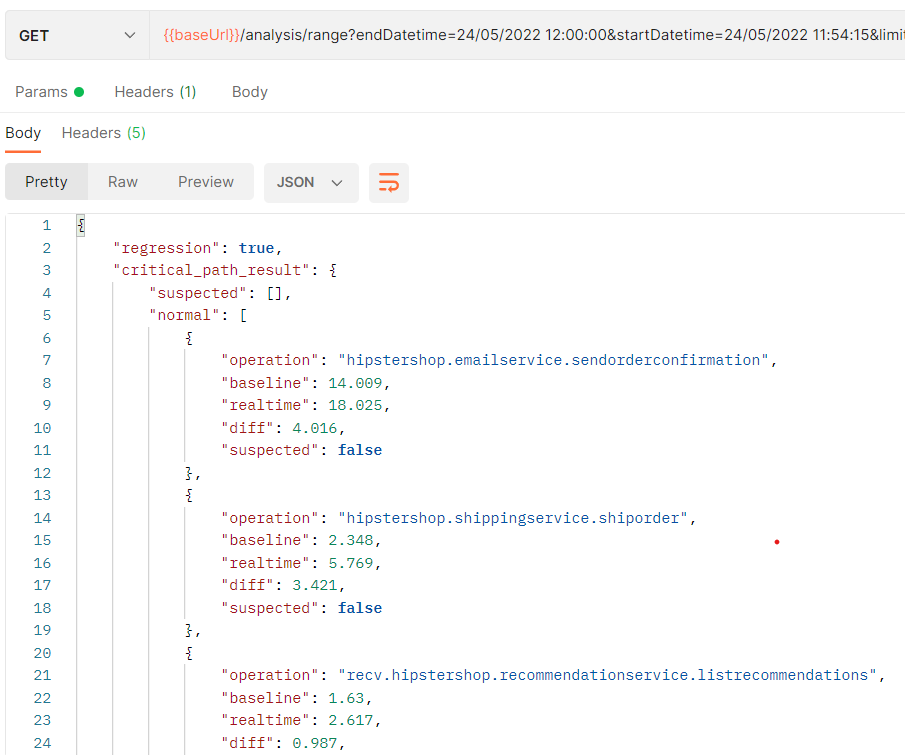 GET {{baseUrl}}/analysis/range?endDatetime=24/05/2022 12:00:00&startDatetime=24/05/2022 11:54:15&limit
Params Headers (1) Body
Body Headers (5)
Pretty Raw Preview JSON
1 {
2 "regression": true,
3 "critical_path_result": {
4 "suspected": [],
5 "normal": [
6 {
7 "operation": "hipstershop.emailservice.sendorderconfirmation",
8 "baseline": 14.009,
9 "realtime": 18.025,
10 "diff": 4.016,
11 "suspected": false
12 },
13 {
14 "operation": "hipstershop.shippingservice.shiporder",
15 "baseline": 2.348,
16 "realtime": 5.769,
17 "diff": 3.421,
18 "suspected": false
19 },
20 {
21 "operation": "recv.hipstershop.recommendationservice.listrecommendations",
22 "baseline": 1.63,
23 "realtime": 2.617,
24 "diff": 0.987,